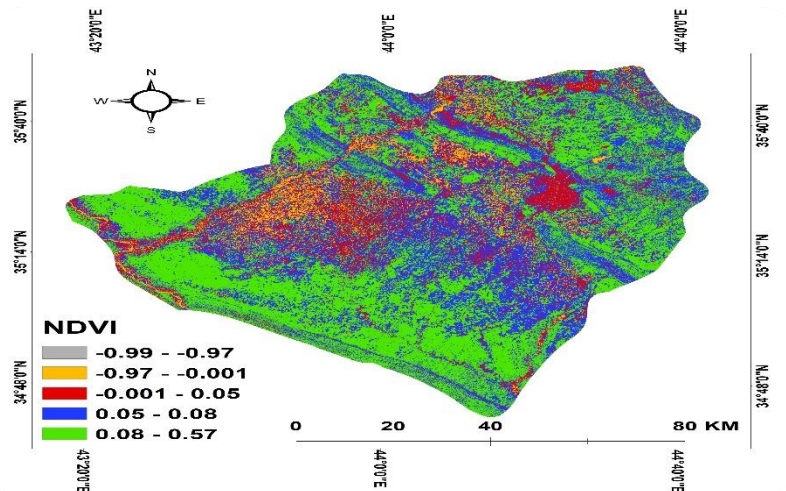 43°20'0"E
44°0'0"E
44°40'0"E
N
W E
S
35°40'0"N
35°40'0"N
35°14'0"N
35°14'0"N
NDVI
-0.99 - -0.97
-0.97 - -0.001
-0.001 - 0.05
0.05 - 0.08
0.08 - 0.57
34°48'0"N
34°48'0"N
0 20 40 80 KM
43°20'0"E
44°0'0"E
44°40'0"E